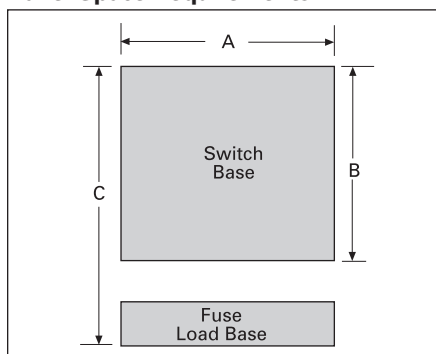 Space Requirements
A
Switch
Base
B
C
Fuse
Load Base